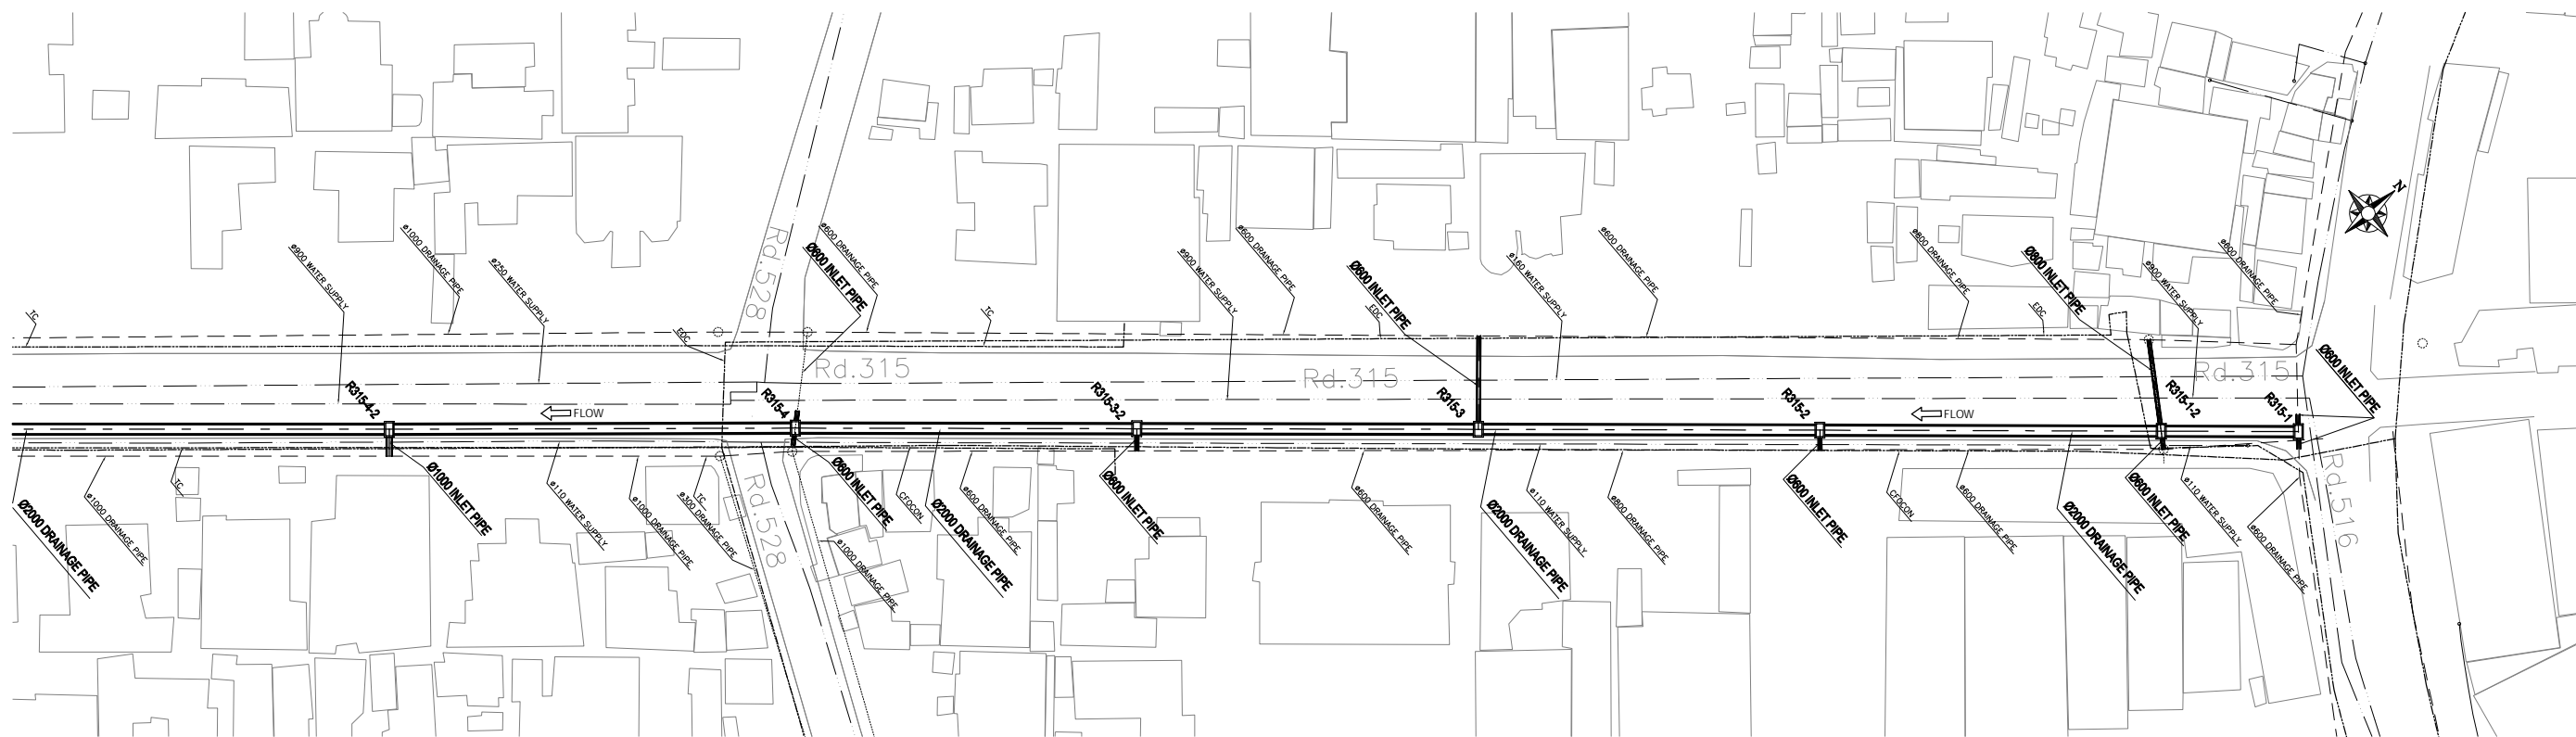 N
Rd.528
ø600 DRAINAGE PIPE
Ø800 INLET PIPE
ø900 WATER SUPPLY
ø1000 DRAINAGE PIPE
ø250 WATER SUPPLY
TC
EDC
TC
ø900 WATER SUPPLY
ø600 DRAINAGE PIPE
Ø600 INLET PIPE
EDC
ø160 WATER SUPPLY
ø600 DRAINAGE PIPE
ø800 DRAINAGE PIPE
Ø800 INLET PIPE
EDC
ø900 WATER SUPPLY
ø600 DRAINAGE PIPE
Rd.315
Rd.315
Rd.315
Ø600 INLET PIPE
R315-4-2
FLOW
R315-4
R315-3-2
R315-3
R315-2
FLOW
R315-1-2
R315-1
Ø2000 DRAINAGE PIPE
ø1000 DRAINAGE PIPE
TC
Ø1000 INLET PIPE
ø110 WATER SUPPLY
ø1000 DRAINAGE PIPE
TC
ø300 DRAINAGE PIPE
Rd.528
Ø600 INLET PIPE
ø1000 DRAINAGE PIPE
CFOCON
Ø2000 DRAINAGE PIPE
ø600 DRAINAGE PIPE
Ø600 INLET PIPE
ø600 DRAINAGE PIPE
Ø2000 DRAINAGE PIPE
ø110 WATER SUPPLY
ø800 DRAINAGE PIPE
Ø600 INLET PIPE
CFOCON
ø600 DRAINAGE PIPE
Ø2000 DRAINAGE PIPE
Ø600 INLET PIPE
ø110 WATER SUPPLY
ø600 DRAINAGE PIPE
Rd.516